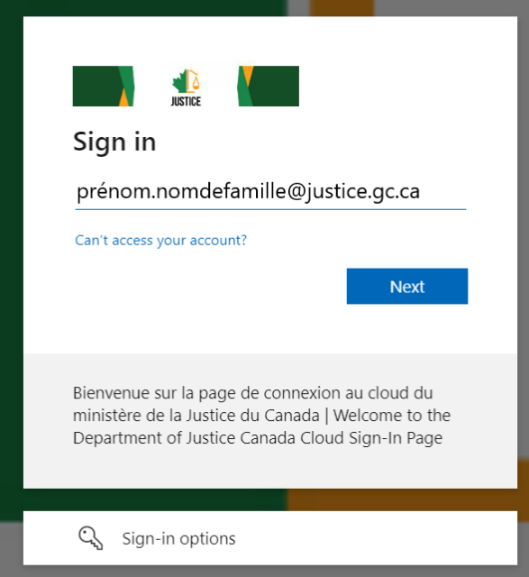 JUSTICE
Sign in
prénom.nomdefamille@justice.gc.ca
Can't access your account?
Next
Bienvenue sur la page de connexion au cloud du
ministère de la Justice du Canada | Welcome to the
Department of Justice Canada Cloud Sign-In Page
Sign-in options